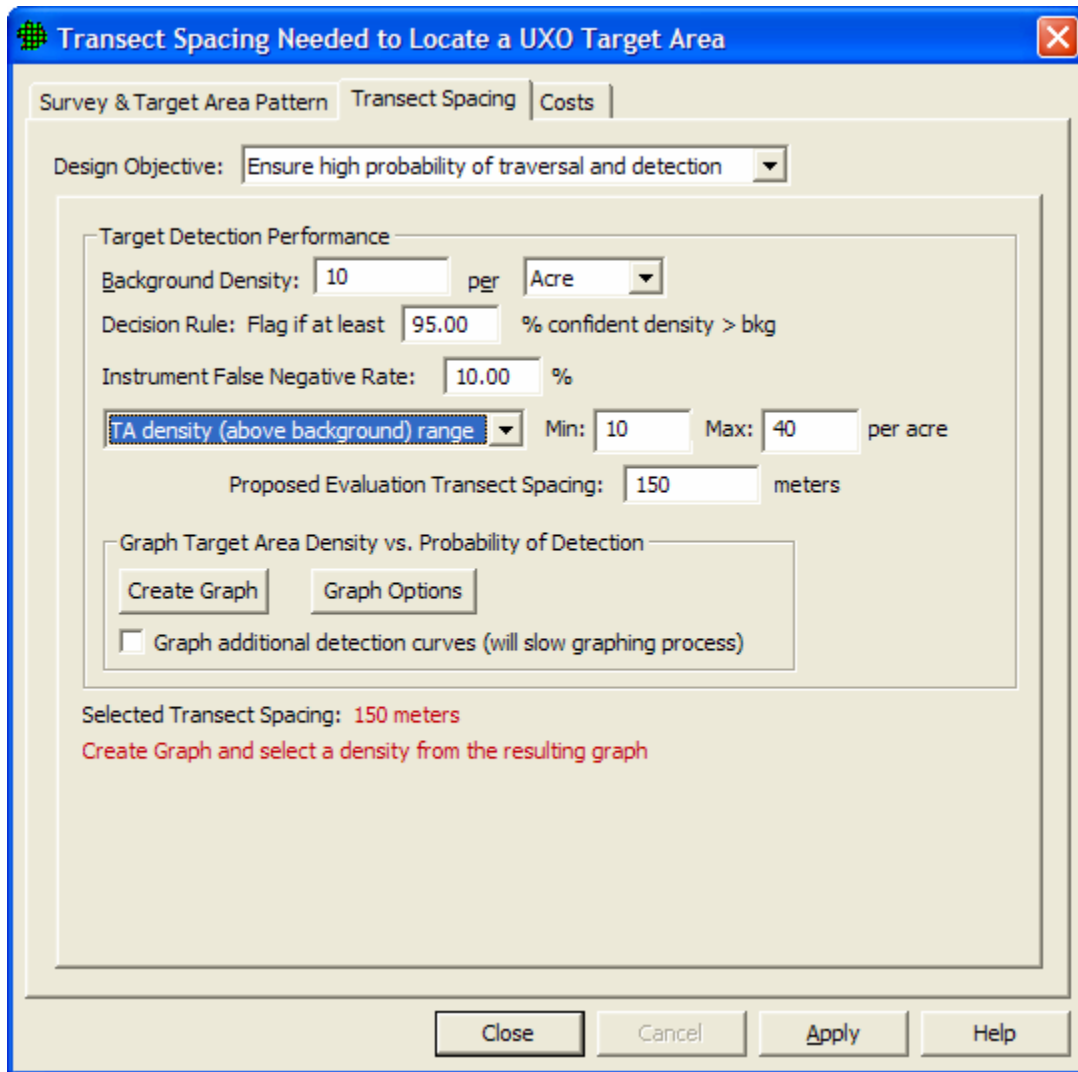 Transect Spacing Needed to Locate a UXO Target Area
Survey & Target Area Pattern Transect Spacing Costs
Design Objective: Ensure high probability of traversal and detection
Target Detection Performance
Background Density: 10 per Acre
Decision Rule: Flag if at least 95.00 % confident density > bkg
Instrument False Negative Rate: 10.00 %
TA density (above background) range Min: 10 Max: 40 per acre
Proposed Evaluation Transect Spacing: 150 meters
Graph Target Area Density vs. Probability of Detection
Create Graph Graph Options
Graph additional detection curves (will slow graphing process)
Selected Transect Spacing: 150 meters
Create Graph and select a density from the resulting graph
Close Cancel Apply Help